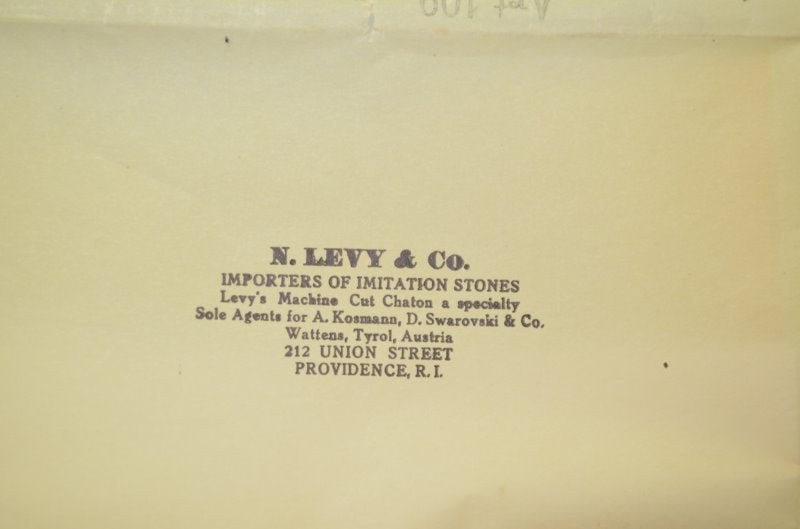 N. LEVY & Co.
IMPORTERS OF IMITATION STONES
Levy's Machine Cut Chaton a specialty
Sole Agents for A. Kosmann, D. Swarovski & Co.
Wattens, Tyrol, Austria
212 UNION STREET
PROVIDENCE, R. I.